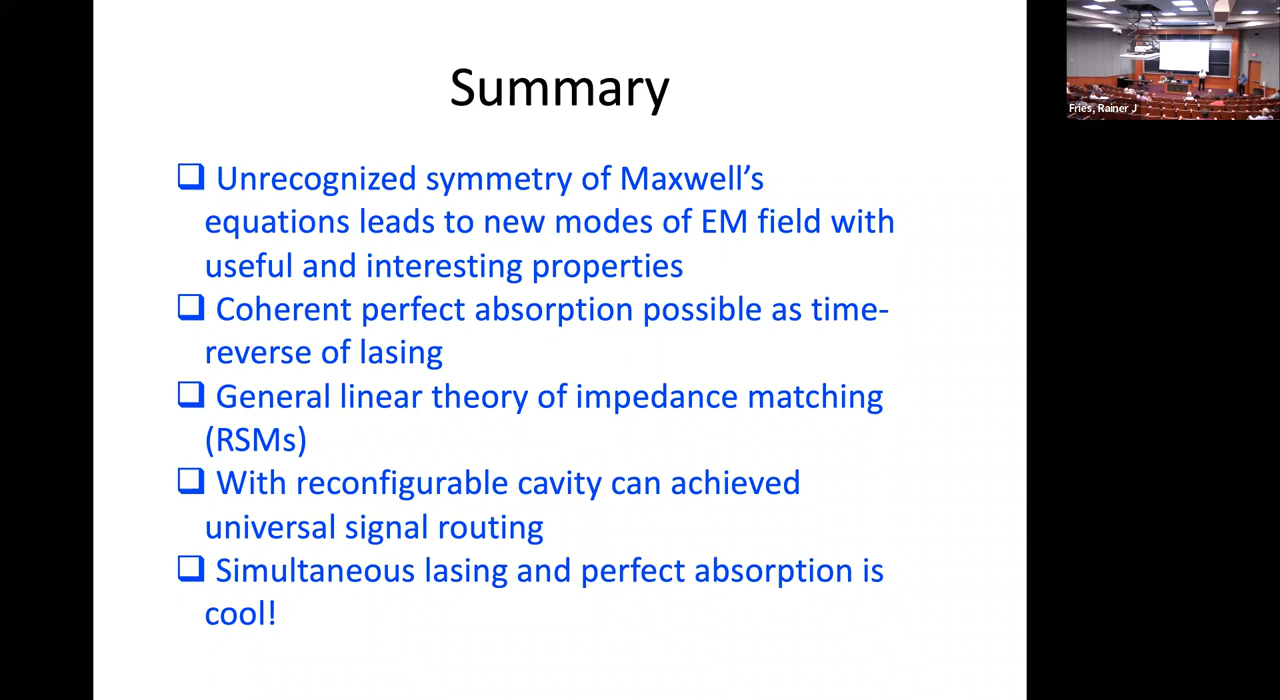 Summary
❑ Unrecognized symmetry of Maxwell’s
equations leads to new modes of EM field with
useful and interesting properties
❑ Coherent perfect absorption possible as time-
reverse of lasing
❑ General linear theory of impedance matching
(RSMs)
❑ With reconfigurable cavity can achieved
universal signal routing
❑ Simultaneous lasing and perfect absorption is
cool!
Fries, Rainer J